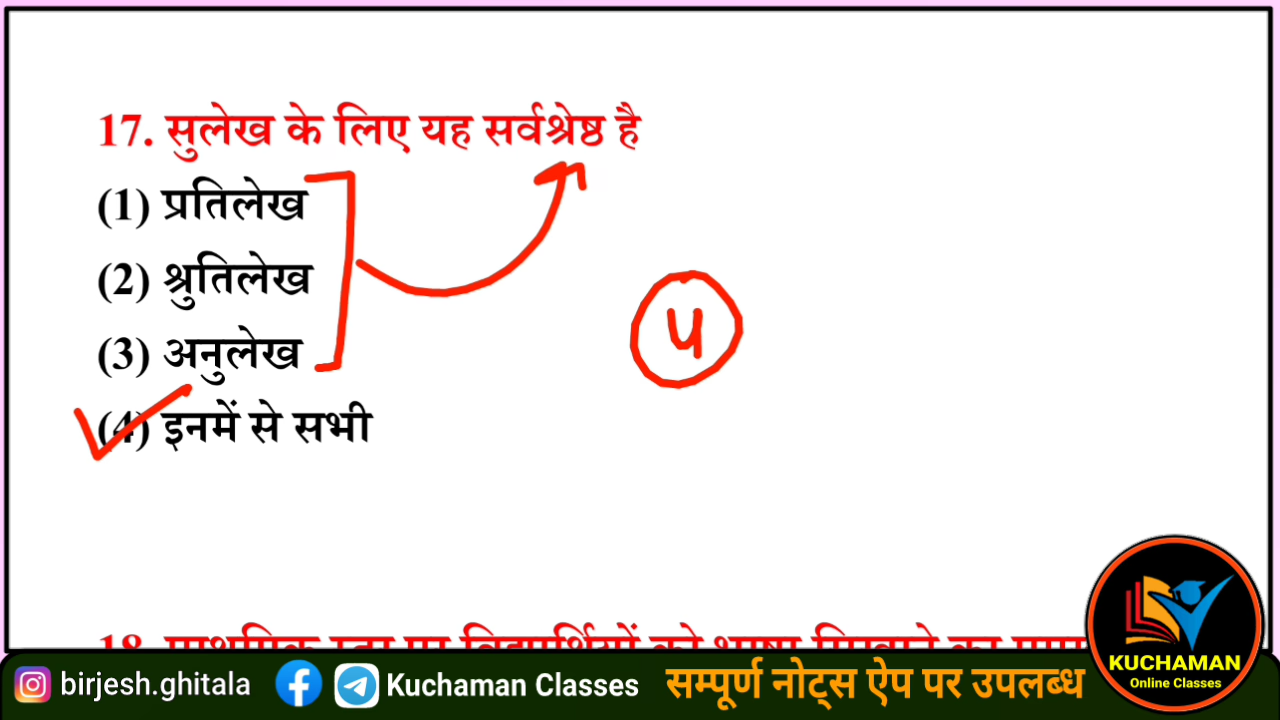 17. सुलेख के लिए यह सर्वश्रेष्ठ है
(1) प्रतिलेख
(2) श्रुतिलेख
(3) अनुलेख
(4) इनमें से सभी
4
birjesh.ghitala
Kuchaman Classes
सम्पूर्ण नोट्स ऐप पर उपलब्ध
KUCHAMAN
Online Classes